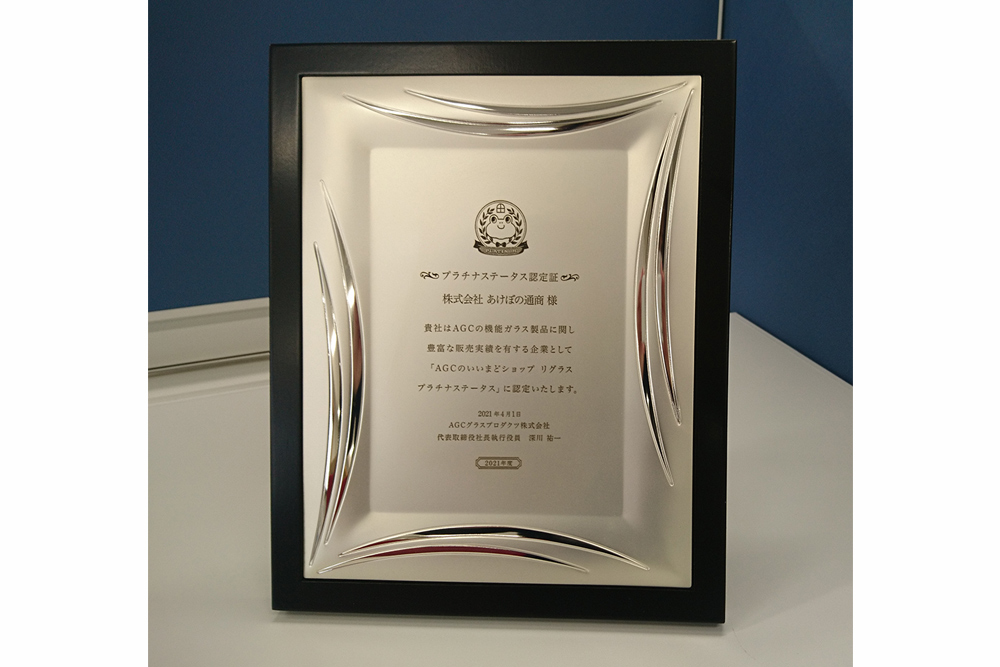 プラチナステータス認定証
株式会社 あけぼの通商 様
貴社はAGCの機能ガラス製品に関し
豊富な販売実績を有する企業として
「AGCのいいまどショップ リグラス
プラチナステータス」に認定いたします。
2021年4月1日
AGCグラスプロダクツ株式会社
代表取締役社長執行役員 深川 祐一
2021年度